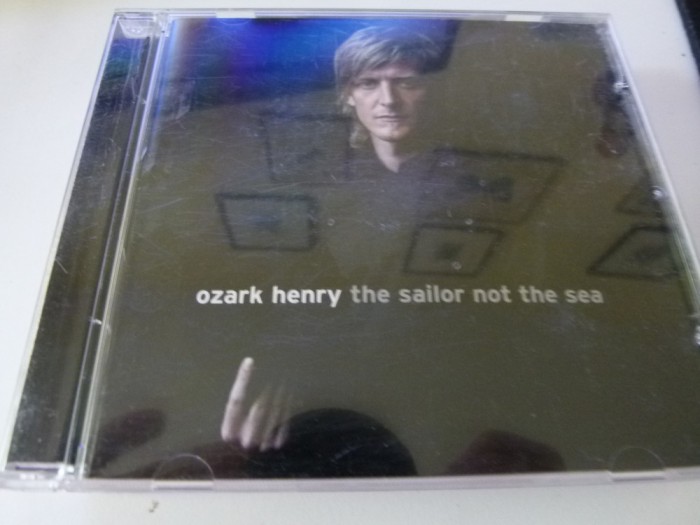 ozark henry the sailor not the sea